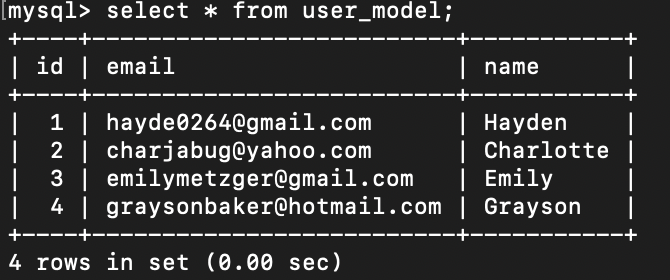 [mysql> select * from user_model;
+----+--------------------------+-----------+
| id | email                    | name      |
+----+--------------------------+-----------+
|  1 | hayde0264@gmail.com      | Hayden    |
|  2 | charjabug@yahoo.com      | Charlotte |
|  3 | emilymetzger@gmail.com   | Emily     |
|  4 | graysonbaker@hotmail.com | Grayson   |
+----+--------------------------+-----------+
4 rows in set (0.00 sec)